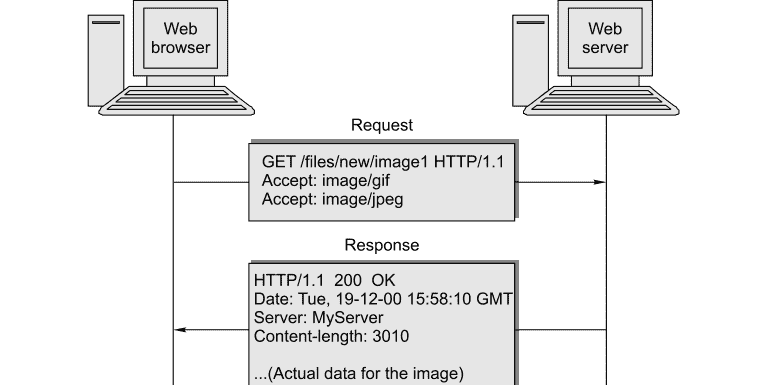 Web
browser
Web
server
Request
GET /files/new/image1 HTTP/1.1
Accept: image/gif
Accept: image/jpeg
Response
HTTP/1.1 200 OK
Date: Tue, 19-12-00 15:58:10 GMT
Server: MyServer
Content-length: 3010
...(Actual data for the image)